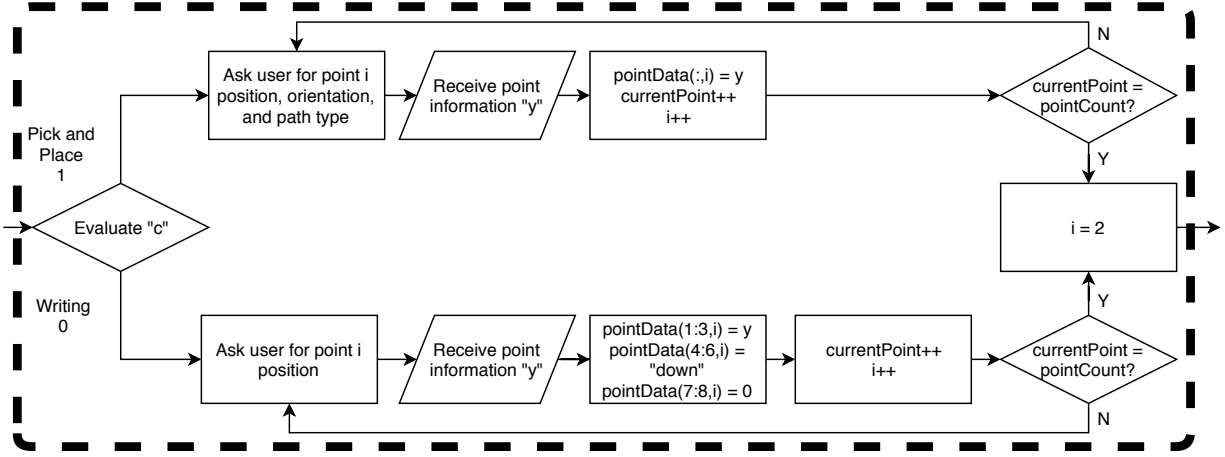 Pick and
Place
1
Evaluate "c"
Writing
0
Ask user for point i
position, orientation,
and path type
Receive point
information "y"
pointData(:,i) = y
currentPoint++
i++
currentPoint =
pointCount?
N
Y
i = 2
Ask user for point i
position
Receive point
information "y"
pointData(1:3,i) = y
pointData(4:6,i) =
"down"
pointData(7:8,i) = 0
currentPoint++
i++
currentPoint =
pointCount?
Y
N